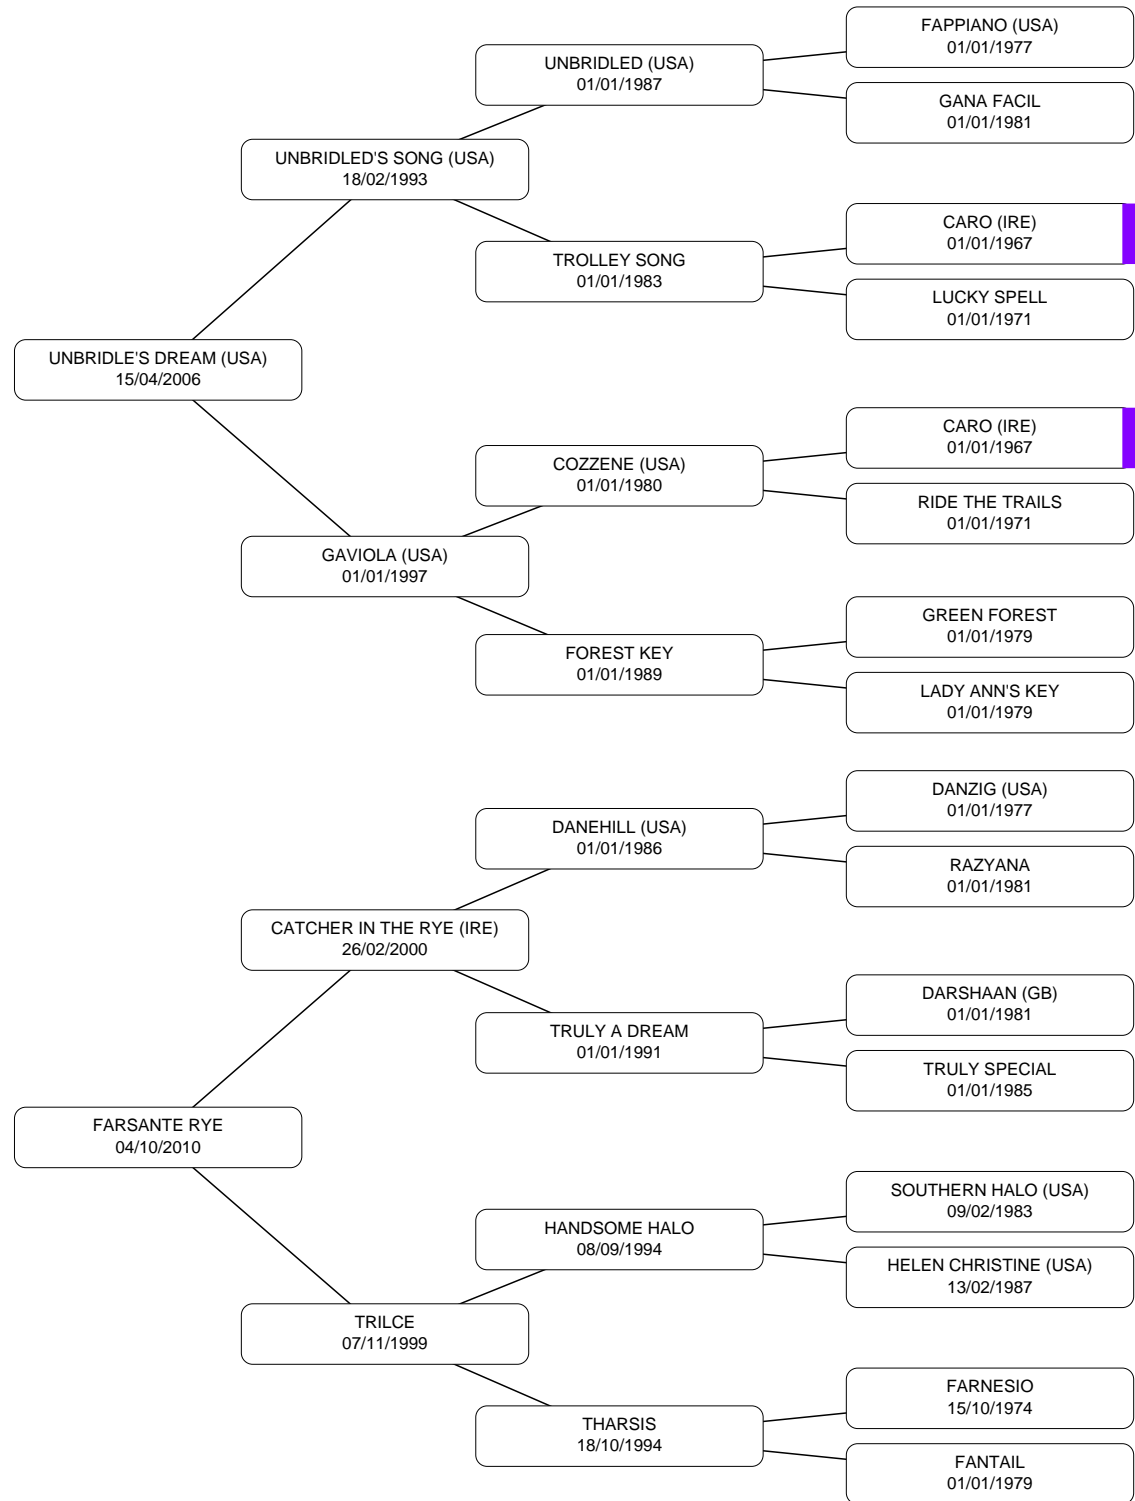 FAPPIANO (USA)
01/01/1977
UNBRIDLED (USA)
01/01/1987
GANA FACIL
01/01/1981
UNBRIDLED'S SONG (USA)
18/02/1993
CARO (IRE)
01/01/1967
TROLLEY SONG
01/01/1983
LUCKY SPELL
01/01/1971
UNBRIDLE'S DREAM (USA)
15/04/2006
CARO (IRE)
01/01/1967
COZZENE (USA)
01/01/1980
RIDE THE TRAILS
01/01/1971
GAVIOLA (USA)
01/01/1997
GREEN FOREST
01/01/1979
FOREST KEY
01/01/1989
LADY ANN'S KEY
01/01/1979
DANZIG (USA)
01/01/1977
DANEHILL (USA)
01/01/1986
RAZYANA
01/01/1981
CATCHER IN THE RYE (IRE)
26/02/2000
DARSHAAN (GB)
01/01/1981
TRULY A DREAM
01/01/1991
TRULY SPECIAL
01/01/1985
FARSANTE RYE
04/10/2010
SOUTHERN HALO (USA)
09/02/1983
HANDSOME HALO
08/09/1994
HELEN CHRISTINE (USA)
13/02/1987
TRILCE
07/11/1999
FARNESIO
15/10/1974
THARSIS
18/10/1994
FANTAIL
01/01/1979